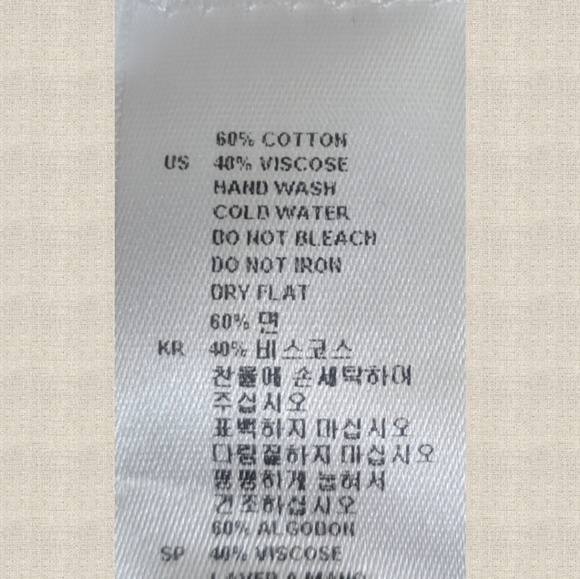 60% COTTON
US 40% VISCOSE
HAND WASH
COLD WATER
DO NOT BLEACH
DO NOT IRON
DRY FLAT
60% 면
KR 40% 비스코스
찬물에 손세탁하여
주십시오
표백하지 마십시오
다림질하지 마십시오
평평하게 눕혀서
건조하십시오
60% ALGODON
SP 40% VISCOSE
LAVER A MANO